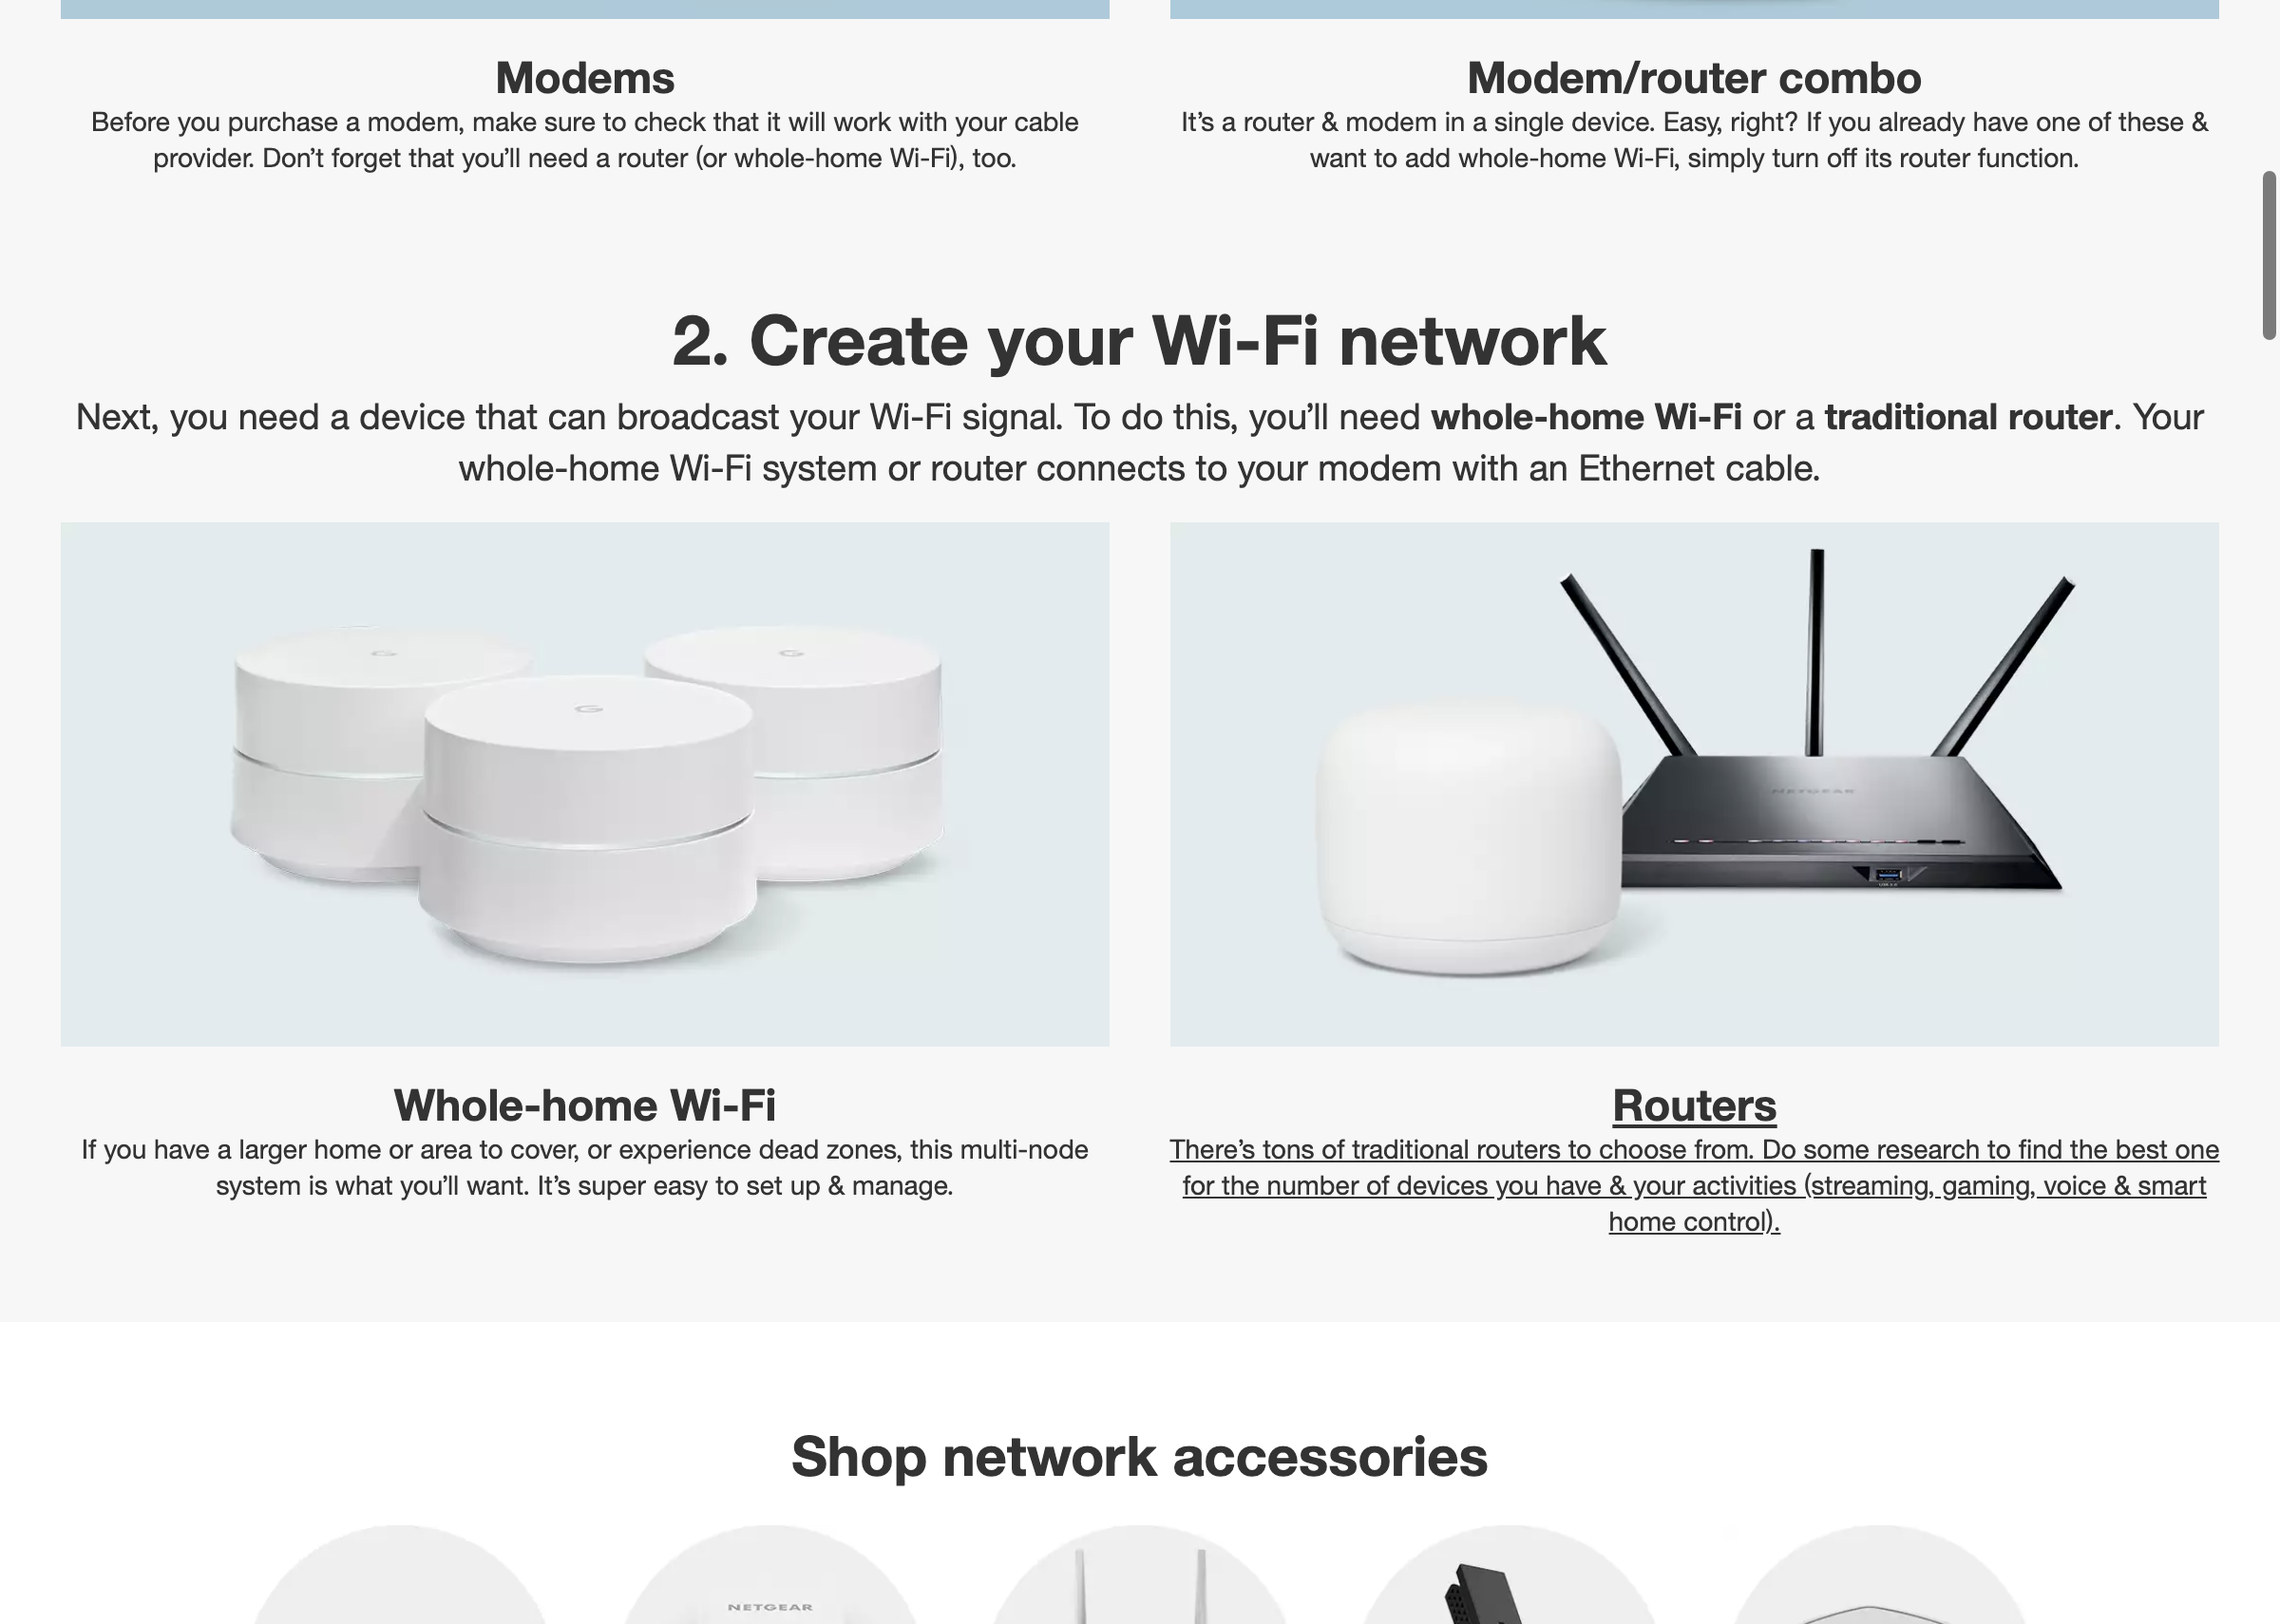 Modems
Before you purchase a modem, make sure to check that it will work with your cable
provider. Don’t forget that you’ll need a router (or whole-home Wi-Fi), too.
Modem/router combo
It’s a router & modem in a single device. Easy, right? If you already have one of these &
want to add whole-home Wi-Fi, simply turn off its router function.
2. Create your Wi-Fi network
Next, you need a device that can broadcast your Wi-Fi signal. To do this, you’ll need whole-home Wi-Fi or a traditional router. Your
whole-home Wi-Fi system or router connects to your modem with an Ethernet cable.
G
G
G
NETGEAR
USB 3.0
Whole-home Wi-Fi
If you have a larger home or area to cover, or experience dead zones, this multi-node
system is what you’ll want. It’s super easy to set up & manage.
Routers
There’s tons of traditional routers to choose from. Do some research to find the best one
for the number of devices you have & your activities (streaming, gaming, voice & smart
home control).
Shop network accessories
NETGEAR